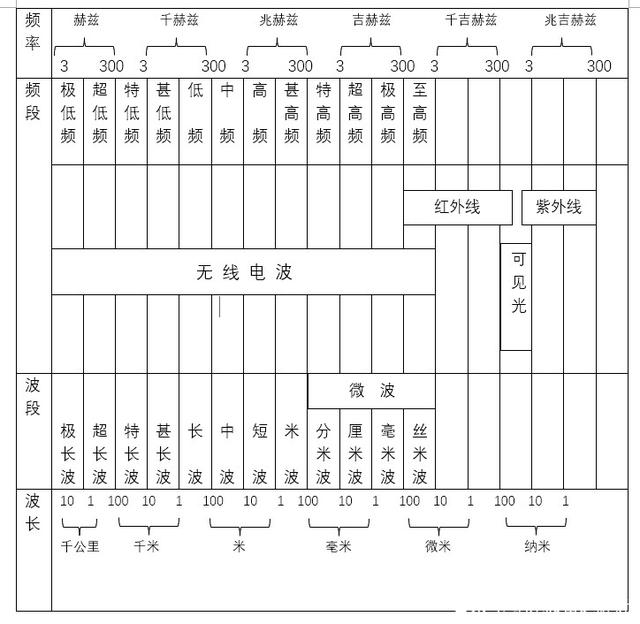 频率 赫兹 千赫兹 兆赫兹 吉赫兹 千吉赫兹 兆吉赫兹
3 300 3 300 3 300 3 300 3 300 3 300
频段 极低频 超低频 特低频 甚低频 低频 中频 高频 甚高频 特高频 超高频 极高频 至高频
红外线 紫外线
无线电波
可见光
波段 微波
极长波 超长波 特长波 甚长波 长波 中波 短波 米波 分米波 厘米波 毫米波 丝米波
波长 10 1 100 10 1 100 10 1 100 10 1 100 10 1 100 10 1
千公里 千米 米 毫米 微米 纳米